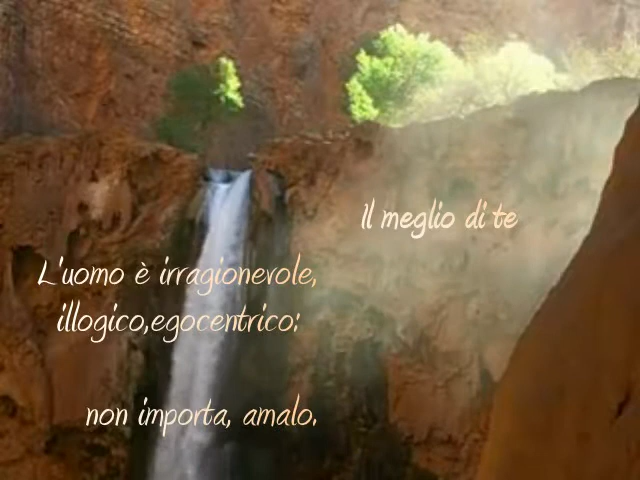 Il meglio di te
L'uomo è irragionevole,
illogico,egocentrico:
non importa, amalo.